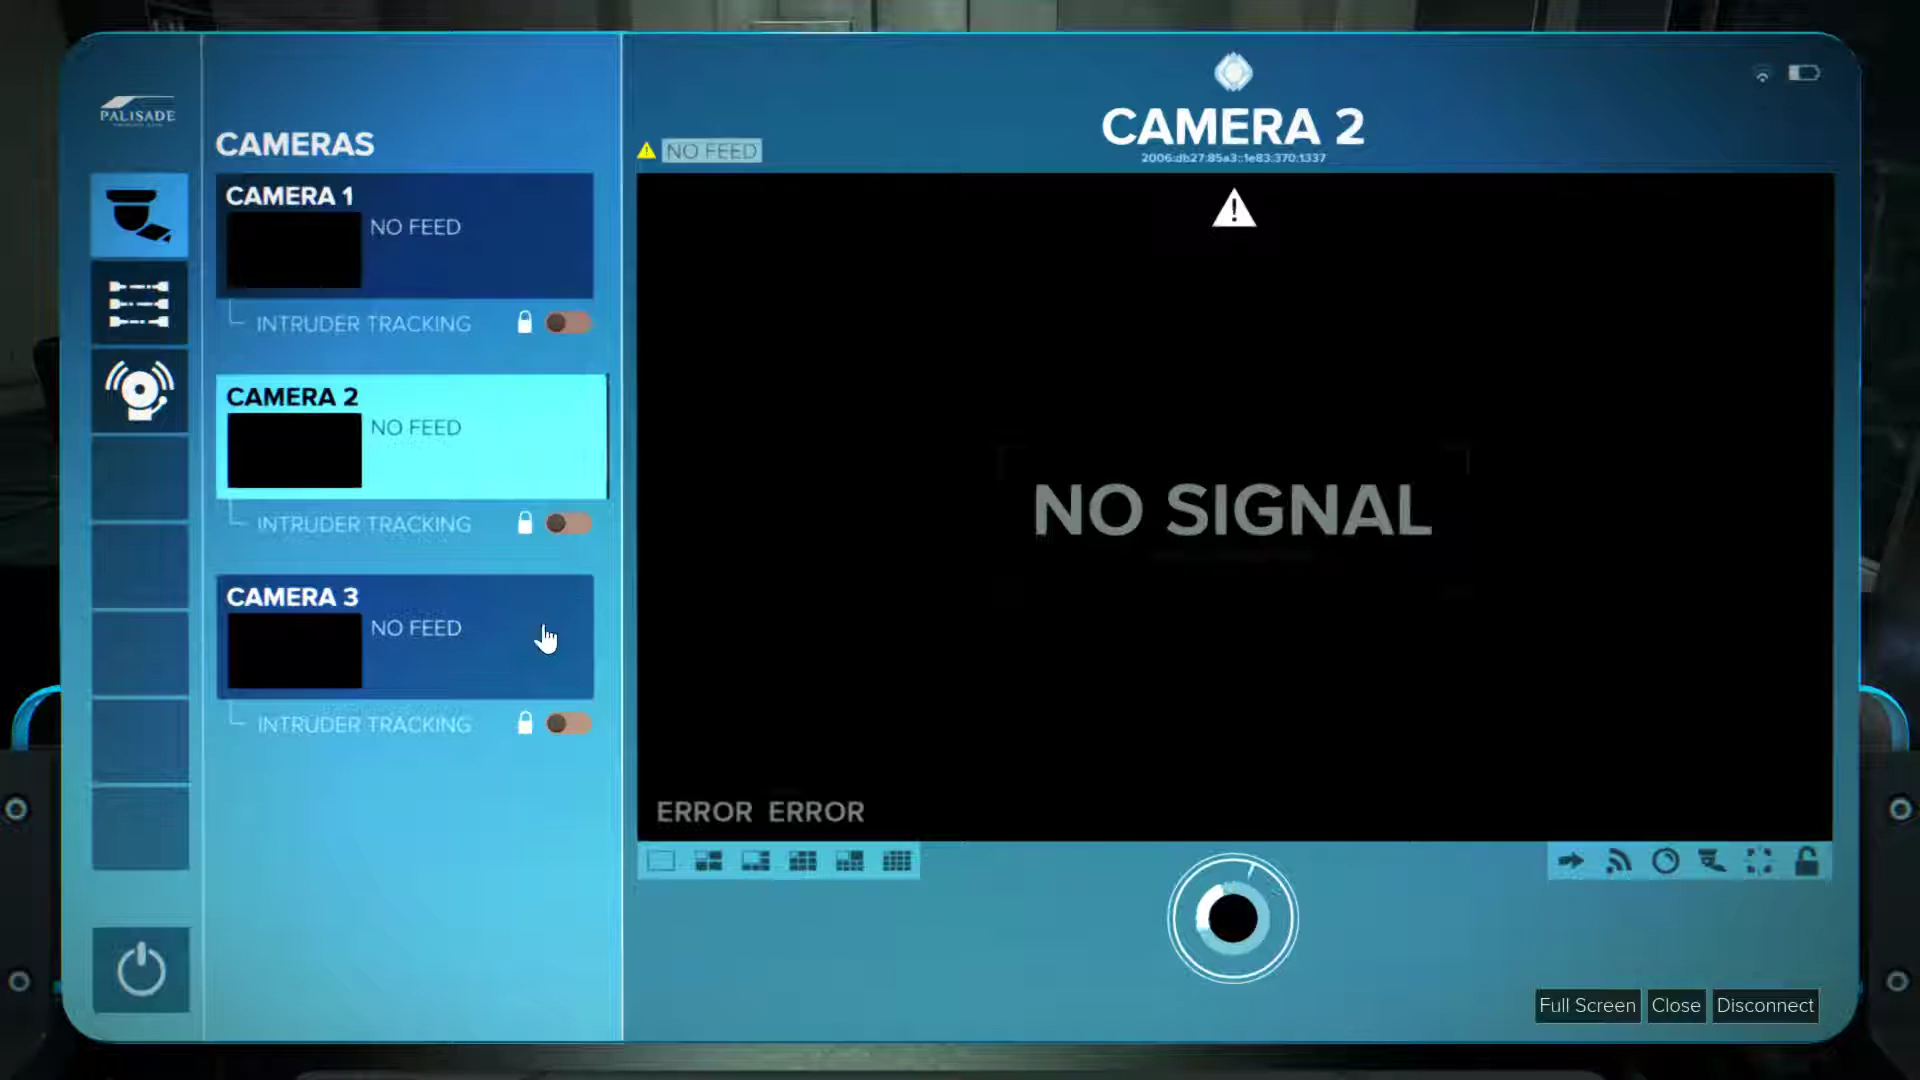 PALISADE
CAMERAS
CAMERA 1
NO FEED
INTRUDER TRACKING
CAMERA 2
NO FEED
INTRUDER TRACKING
CAMERA 3
NO FEED
INTRUDER TRACKING
NO FEED
CAMERA 2
2006:db27:85a3::1e83:370:1337
NO SIGNAL
ERROR ERROR
Full Screen
Close
Disconnect